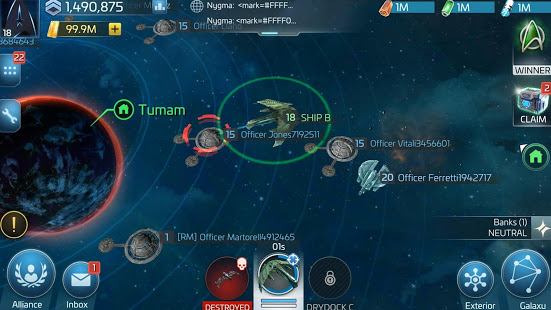 1,490,875
99.9M
18
Nygma: <mark=#FFFF...
Nygma: <mark=#FFFF0...
1M
1M
1M
15 Officer
22
WINNER
2
CLAIM
Tumam
18 SHIP B
15 Officer Jones7192511
15 Officer Vitali3456601
20 Officer Ferretti1942717
1 [RM] Officer Martorell4912465
Banks (1)
NEUTRAL
01s
Alliance
1
Inbox
DESTROYED
DRYDOCK C
Exterior
Galaxy